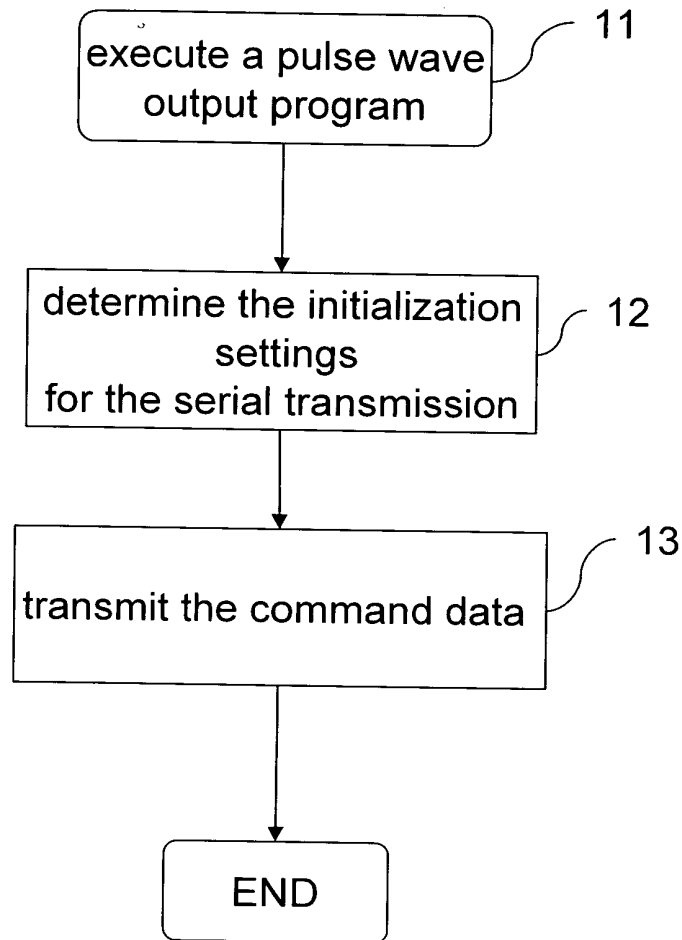 11
execute a pulse wave
output program
12
determine the initialization
settings
for the serial transmission
13
transmit the command data
END